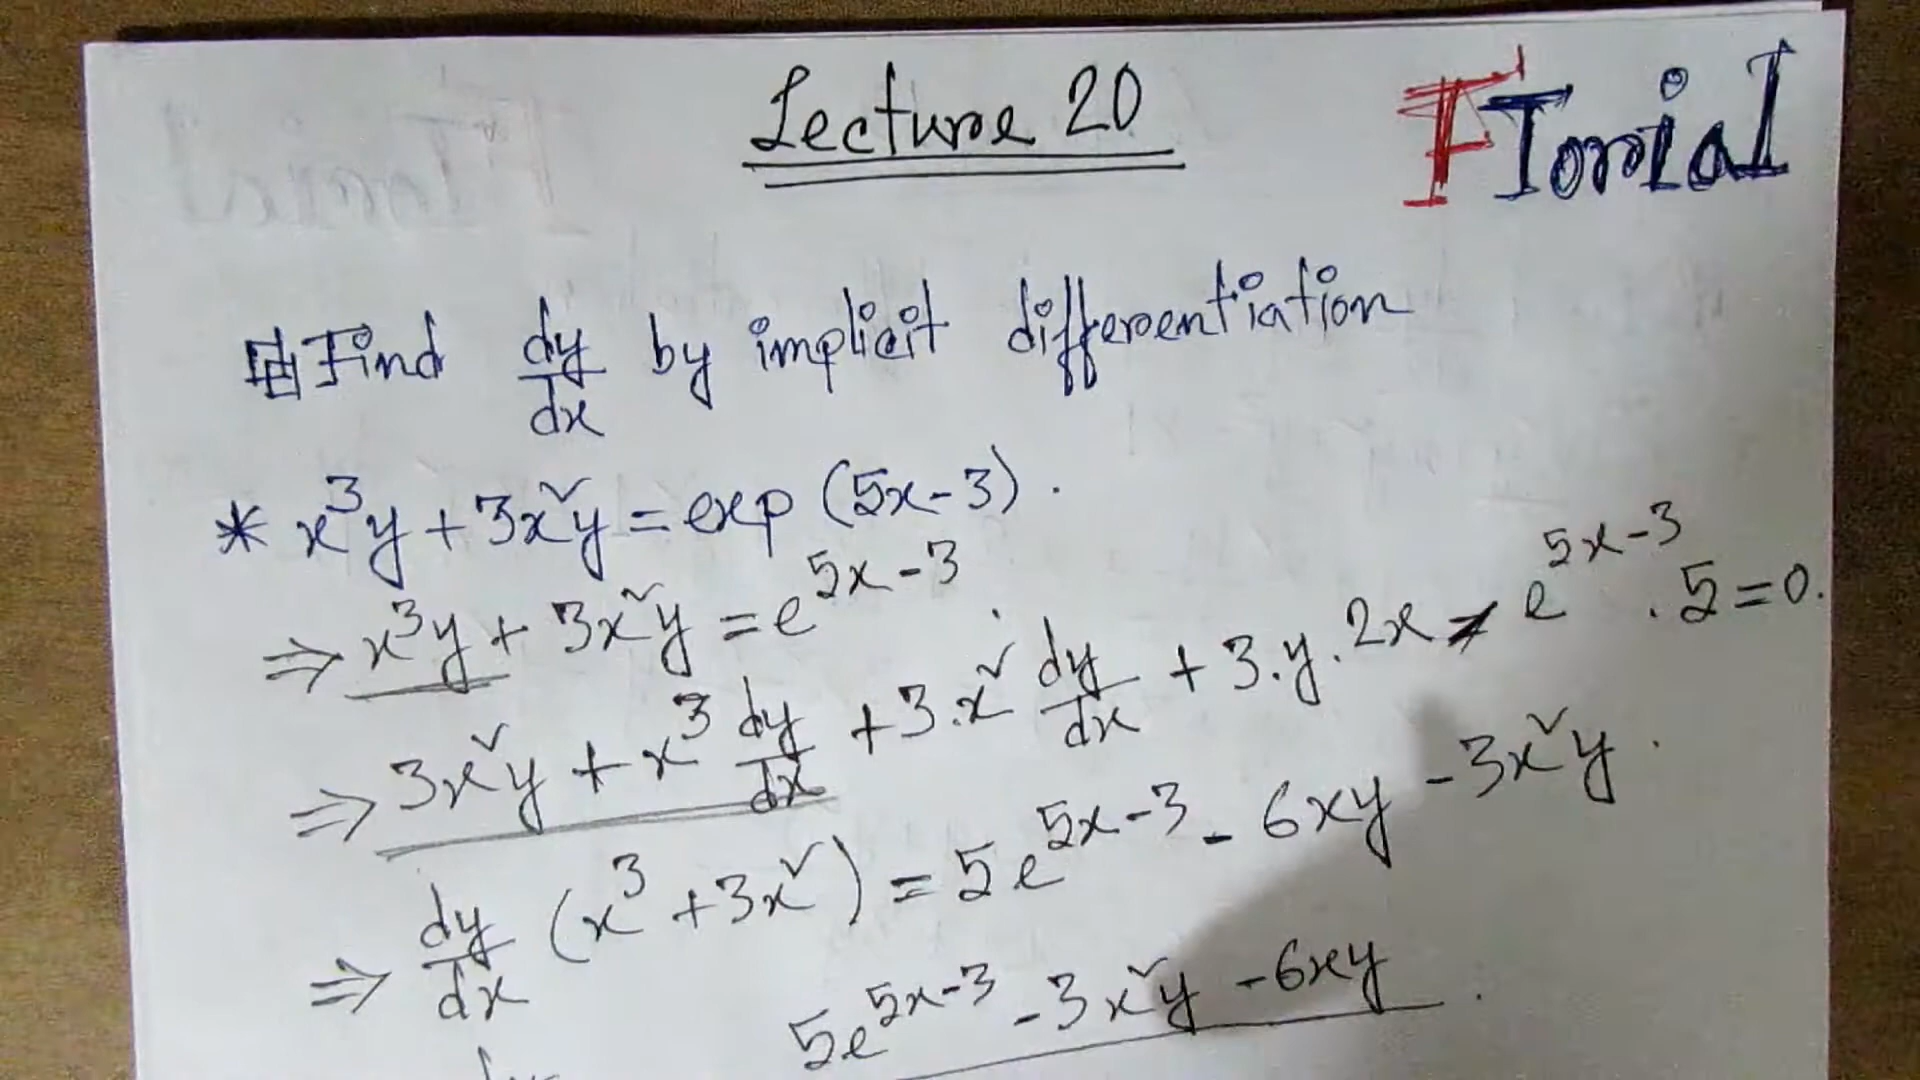 Lecture 20
FTorial
Find dy/dx by implicit differentiation
* x³y + 3x²y = exp (5x-3).
⇒ x³y + 3x²y = e^(5x-3)
⇒ 3x²y + x³ dy/dx + 3.x² dy/dx + 3.y.2x - e^(5x-3) . 5 = 0.
⇒ dy/dx (x³ + 3x²) = 5e^(5x-3) - 6xy - 3x²y.
5e^(5x-3) - 3x²y - 6xy.